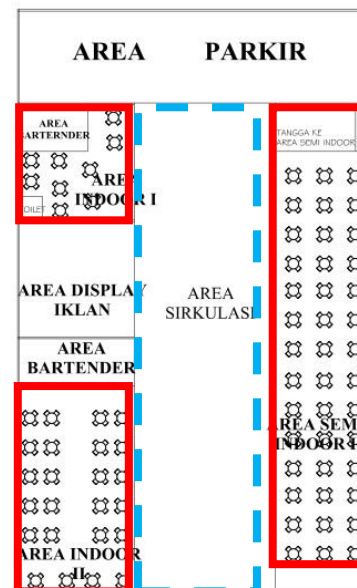 AREA PARKIR
AREA
BARTERNDER
AREA
INDOOR I
TOILET
TANGGA KE
AREA SEMI INDOOR
AREA DISPLAY
IKLAN
AREA
SIRKULASI
AREA
BARTENDER
AREA SEMI
INDOOR I
AREA INDOOR
II